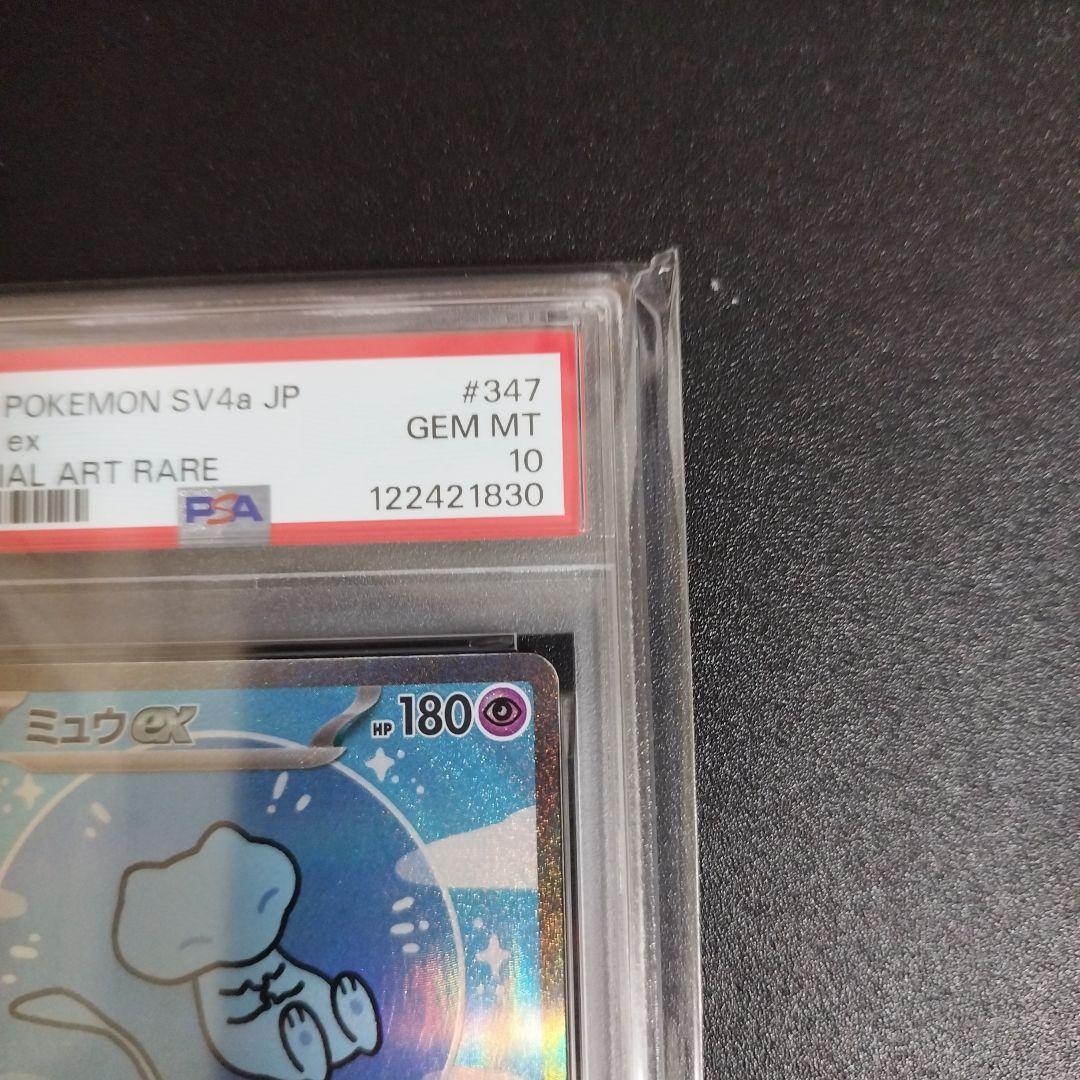 POKEMON SV4a JP #347
ex GEM MT
IAL ART RARE 10
PSA 122421830
ミュウex HP 180